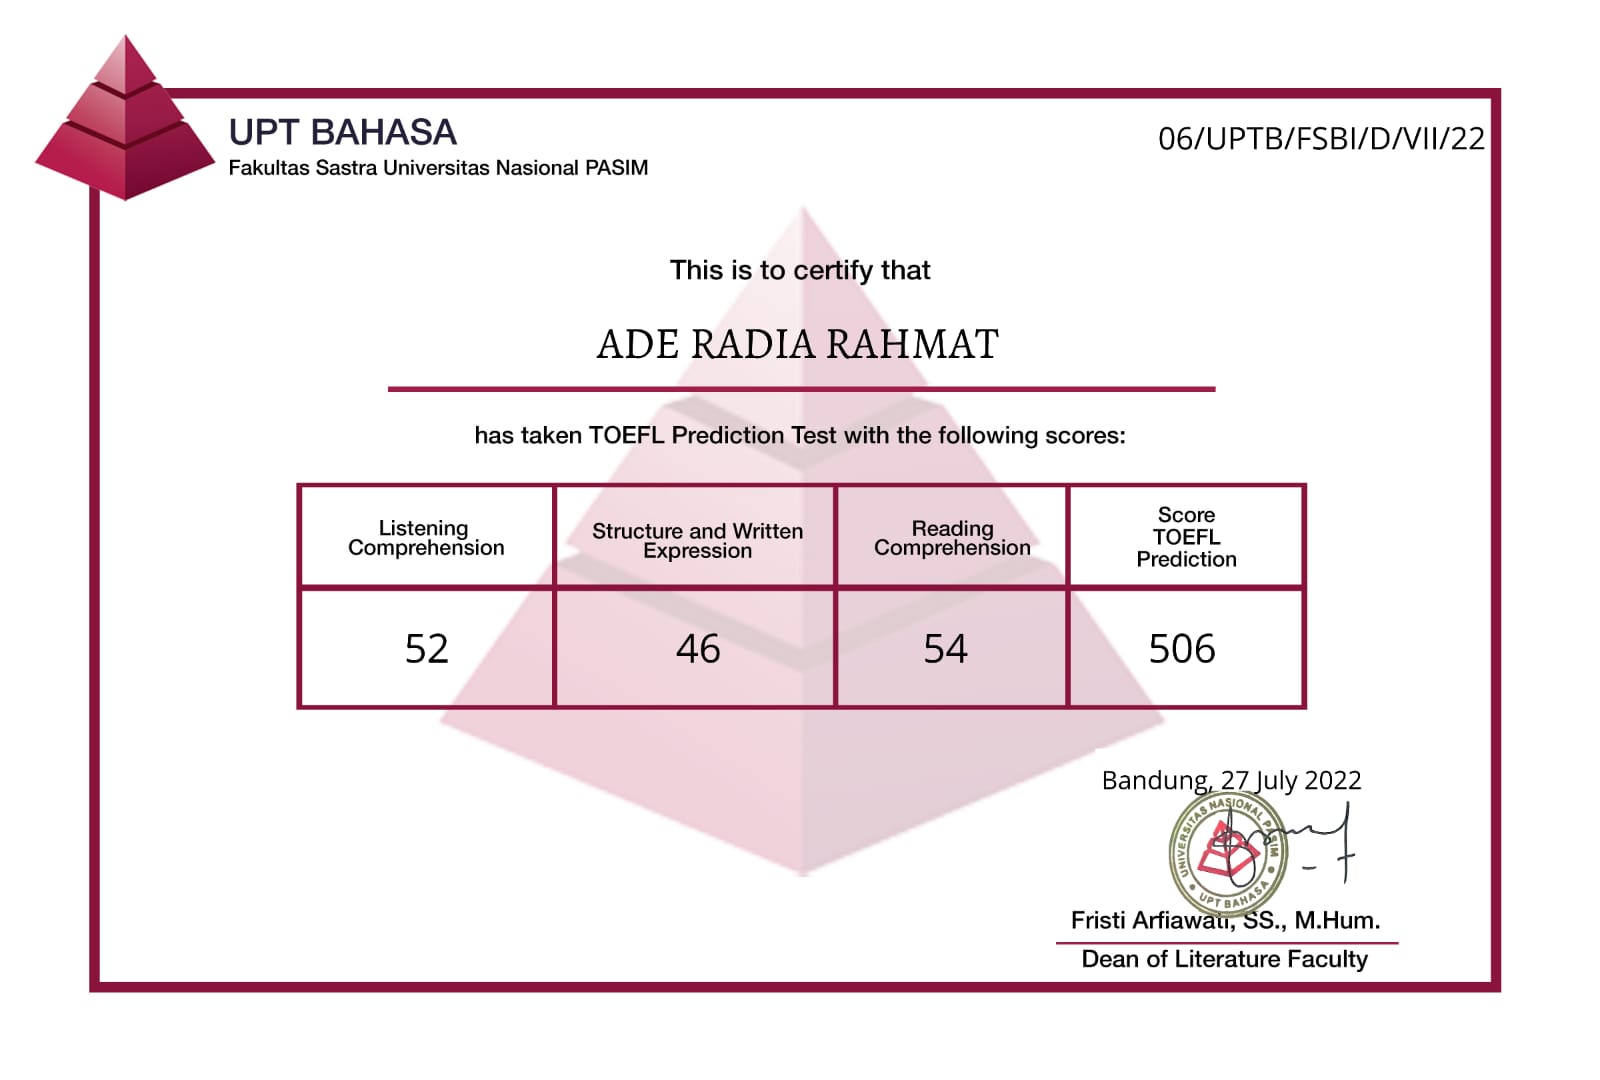 UPT BAHASA
Fakultas Sastra Universitas Nasional PASIM
06/UPTB/FSBI/D/VII/22
This is to certify that
ADE RADIA RAHMAT
has taken TOEFL Prediction Test with the following scores:
Listening
Comprehension
Structure and Written
Expression
Reading
Comprehension
Score
TOEFL
Prediction
52
46
54
506
Bandung, 27 July 2022
UNIVERSITAS NASIONAL PASIM
UPT BAHASA
Fristi Arfiawati, SS., M.Hum.
Dean of Literature Faculty